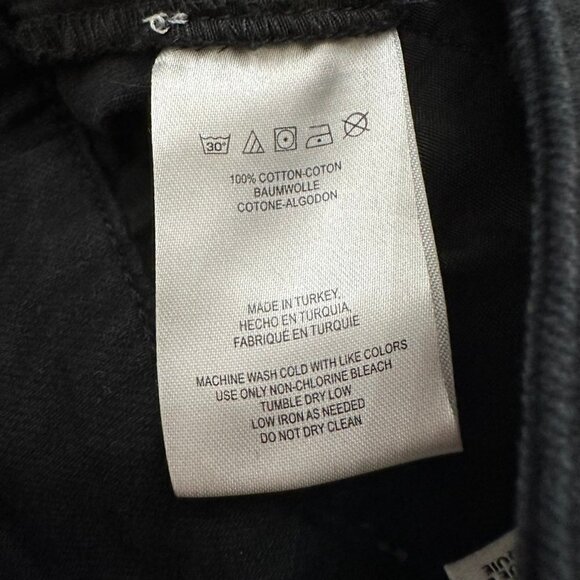 30°
100% COTTON-COTON
BAUMWOLLE
COTONE-ALGODON
MADE IN TURKEY,
HECHO EN TURQUIA,
FABRIQUÉ EN TURQUIE
MACHINE WASH COLD WITH LIKE COLORS
USE ONLY NON-CHLORINE BLEACH
TUMBLE DRY LOW
LOW IRON AS NEEDED
DO NOT DRY CLEAN